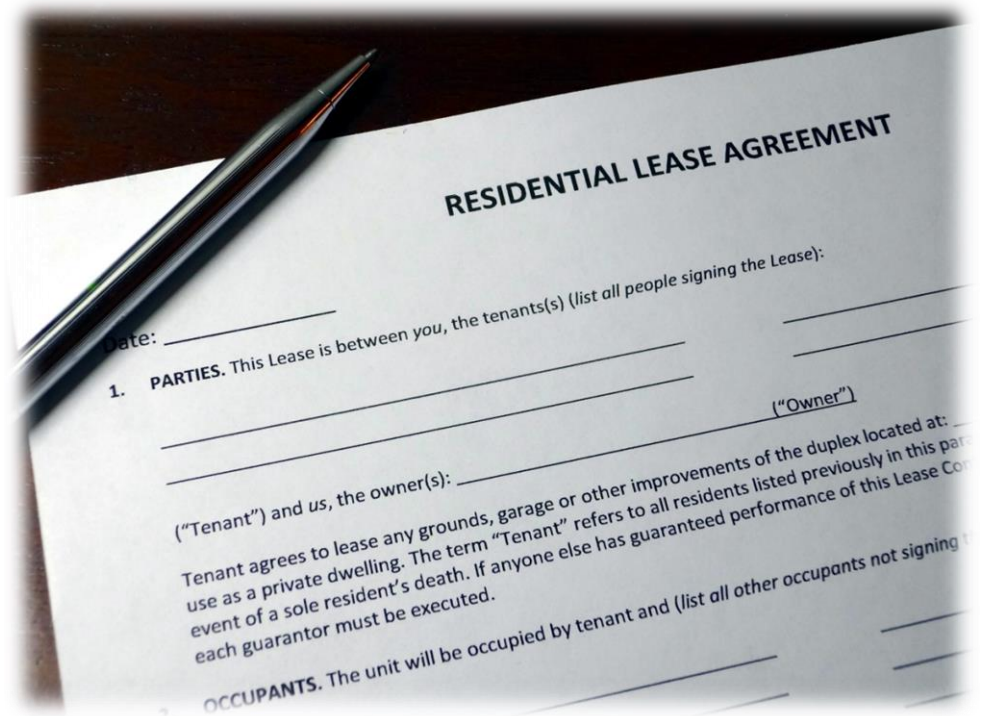 RESIDENTIAL LEASE AGREEMENT
Date:
1. PARTIES. This Lease is between you, the tenants(s) (list all people signing the Lease):
("Owner")
("Tenant") and us, the owner(s):
Tenant agrees to lease any grounds, garage or other improvements of the duplex located at:
use as a private dwelling. The term "Tenant" refers to all residents listed previously in this
event of a sole resident's death. If anyone else has guaranteed performance of this Lease
each guarantor must be executed.
OCCUPANTS. The unit will be occupied by tenant and (list all other occupants not signing